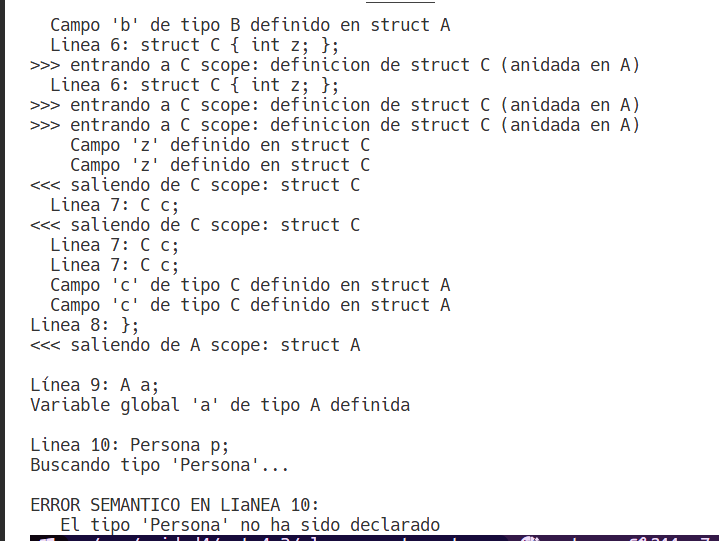 Campo 'b' de tipo B definido en struct A
Linea 6: struct C { int z; };
>>> entrando a C scope: definicion de struct C (anidada en A)
Linea 6: struct C { int z; };
>>> entrando a C scope: definicion de struct C (anidada en A)
>>> entrando a C scope: definicion de struct C (anidada en A)
Campo 'z' definido en struct C
Campo 'z' definido en struct C
<<< saliendo de C scope: struct C
Linea 7: C c;
<<< saliendo de C scope: struct C
Linea 7: C c;
Linea 7: C c;
Campo 'c' de tipo C definido en struct A
Campo 'c' de tipo C definido en struct A
Linea 8: };
<<< saliendo de A scope: struct A
Línea 9: A a;
Variable global 'a' de tipo A definida
Linea 10: Persona p;
Buscando tipo 'Persona'...
ERROR SEMANTICO EN LIaNEA 10:
El tipo 'Persona' no ha sido declarado